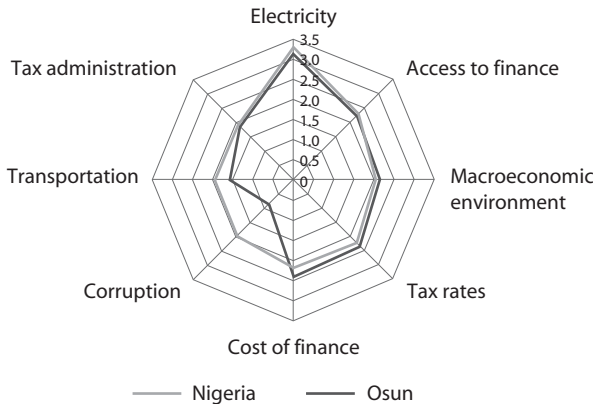 Electricity
3.5
3.0
2.5
2.0
1.5
1.0
0.5
0
Access to finance
Macroeconomic
environment
Tax rates
Cost of finance
Corruption
Transportation
Tax administration
Nigeria
Osun